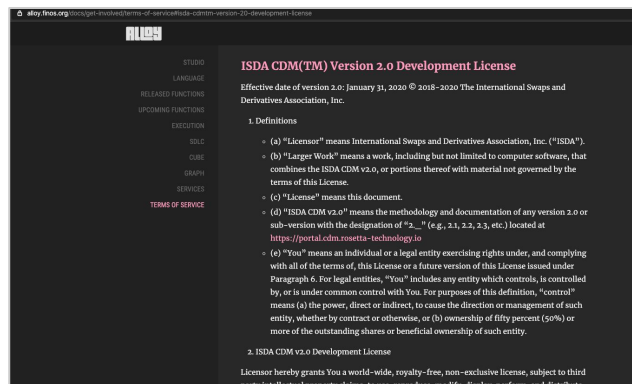 alloy.finos.org/docs/get-involved/terms-of-service#isda-cdmtm-version-20-development-license
ALLOY
STUDIO
LANGUAGE
RELEASED FUNCTIONS
UPCOMING FUNCTIONS
EXECUTION
SDLC
CUBE
GRAPH
SERVICES
TERMS OF SERVICE
ISDA CDM(TM) Version 2.0 Development License
Effective date of version 2.0: January 31, 2020 © 2018-2020 The International Swaps and
Derivatives Association, Inc.
1. Definitions
(a) “Licensor” means International Swaps and Derivatives Association, Inc. (“ISDA”).
(b) “Larger Work” means a work, including but not limited to computer software, that
combines the ISDA CDM v2.0, or portions thereof with material not governed by the
terms of this License.
(c) “License” means this document.
(d) “ISDA CDM v2.0” means the methodology and documentation of any version 2.0 or
sub-version with the designation of “2._” (e.g., 2.1, 2.2, 2.3, etc.) located at
https://portal.cdm.rosetta-technology.io
(e) “You” means an individual or a legal entity exercising rights under, and complying
with all of the terms of, this License or a future version of this License issued under
Paragraph 6. For legal entities, “You” includes any entity which controls, is controlled
by, or is under common control with You. For purposes of this definition, “control”
means (a) the power, direct or indirect, to cause the direction or management of such
entity, whether by contract or otherwise, or (b) ownership of fifty percent (50%) or
more of the outstanding shares or beneficial ownership of such entity.
2. ISDA CDM v2.0 Development License
Licensor hereby grants You a world-wide, royalty-free, non-exclusive license, subject to third